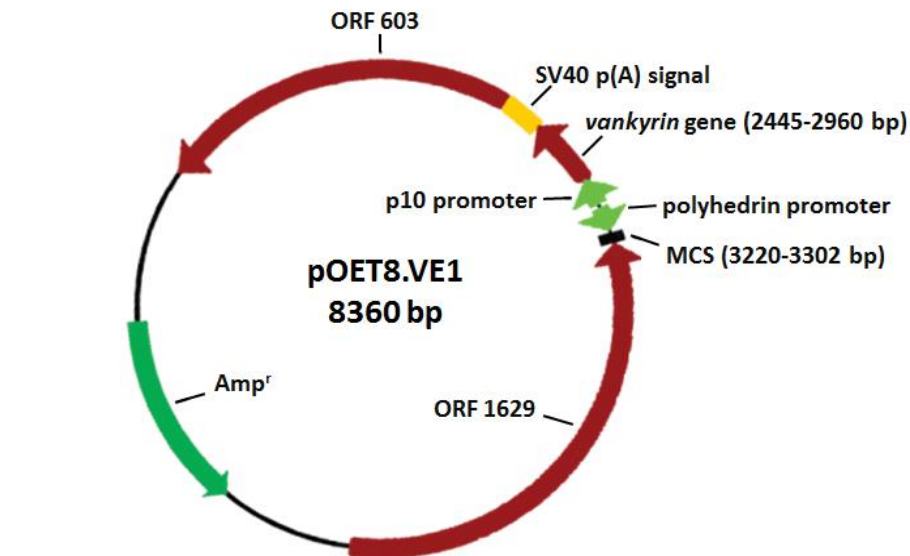 ORF 603
SV40 p(A) signal
vankyrin gene (2445-2960 bp)
p10 promoter
polyhedrin promoter
MCS (3220-3302 bp)
pOET8.VE1
8360 bp
Ampʳ
ORF 1629